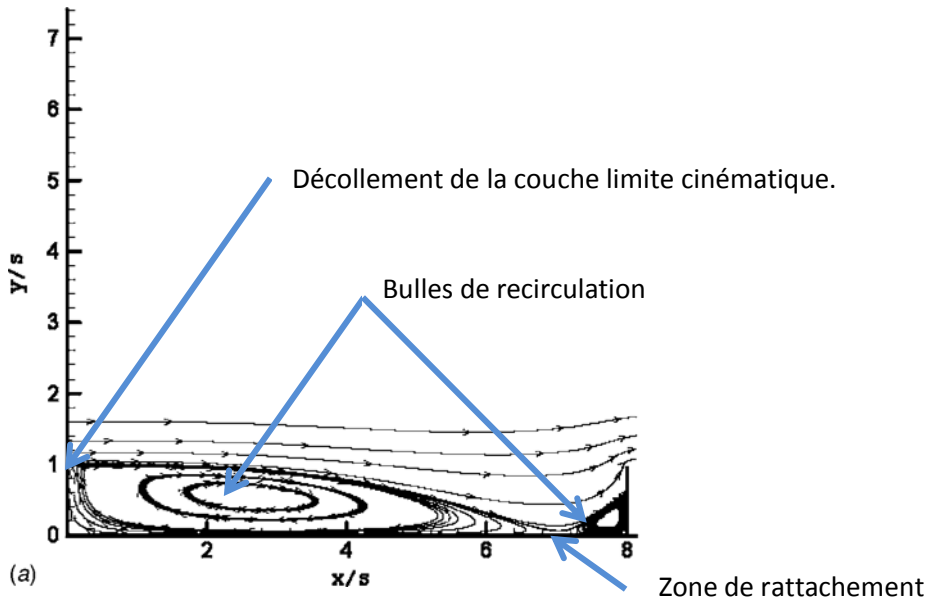 7
6
Décollement de la couche limite cinématique.
5
4
y/s
Bulles de recirculation
3
2
1
0
2
4
6
8
(a)
x/s
Zone de rattachement